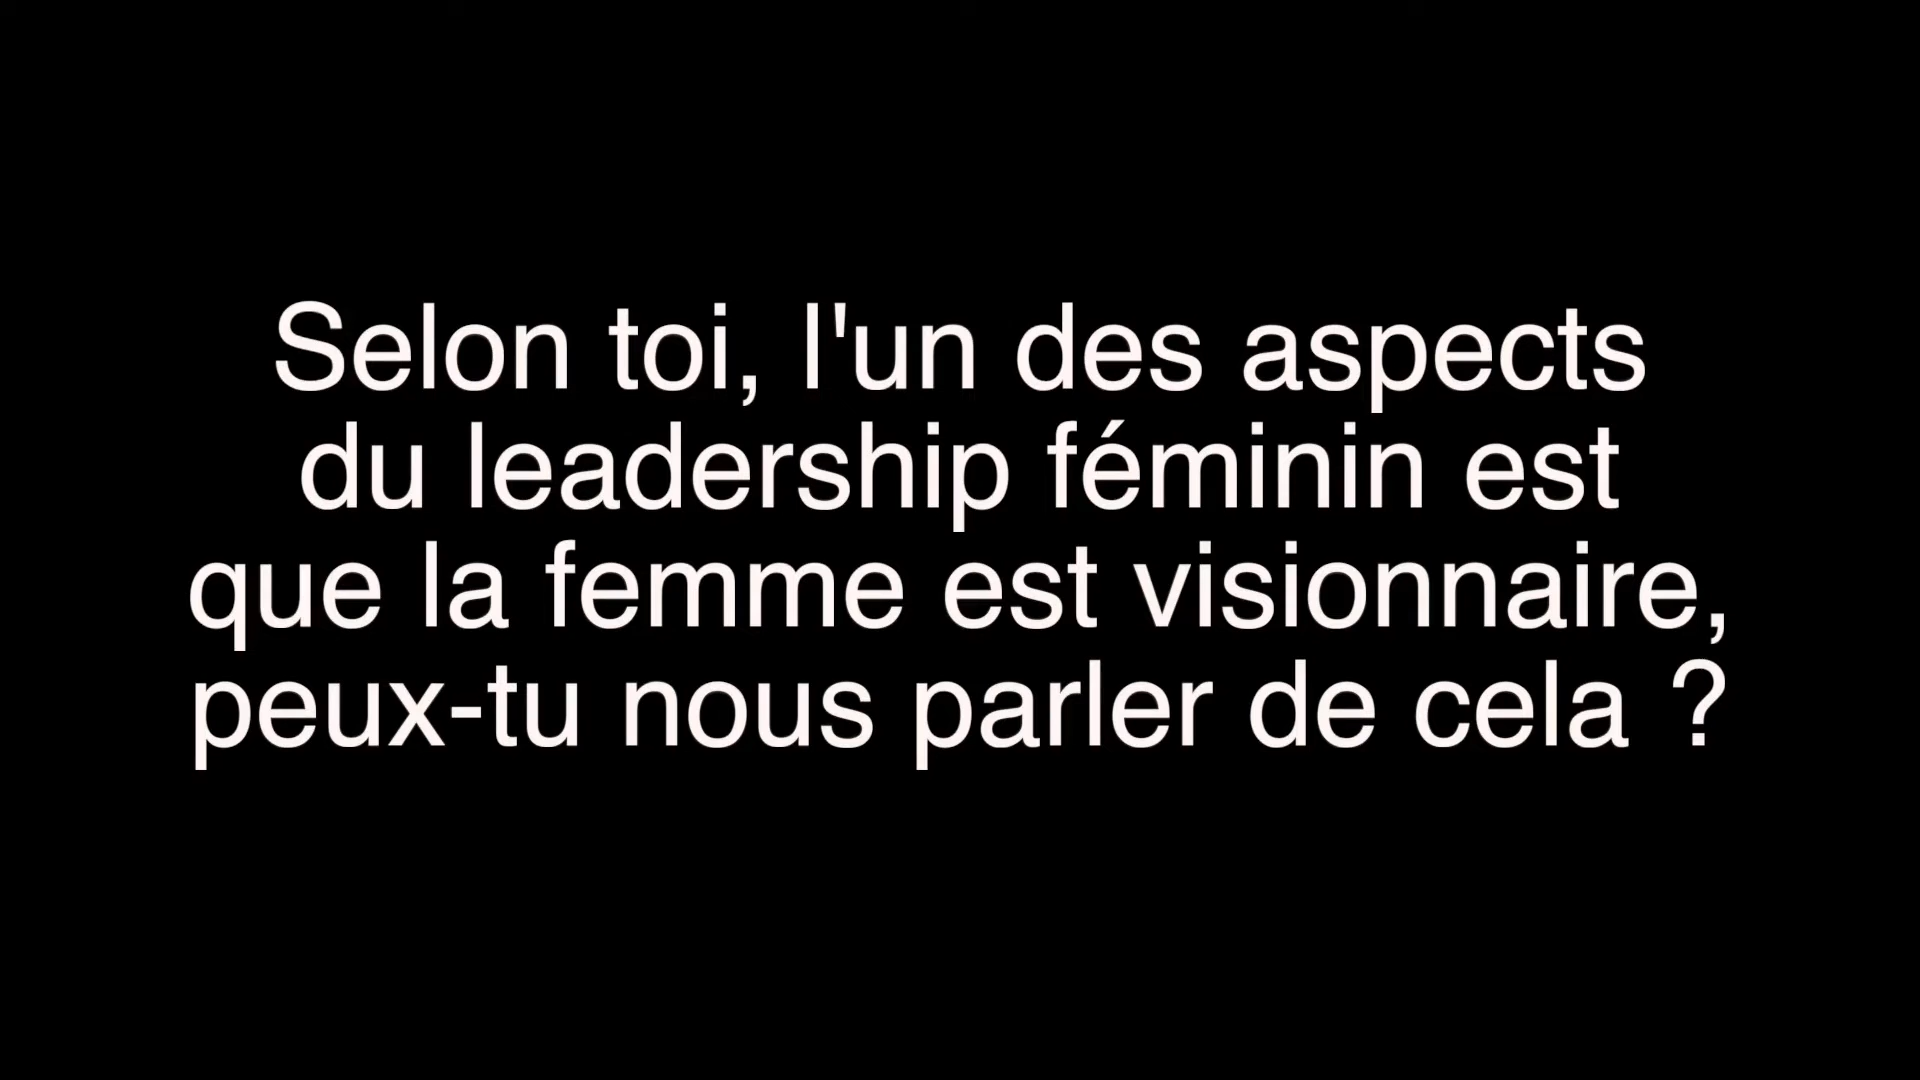 Selon toi, l'un des aspects
du leadership féminin est
que la femme est visionnaire,
peux-tu nous parler de cela ?